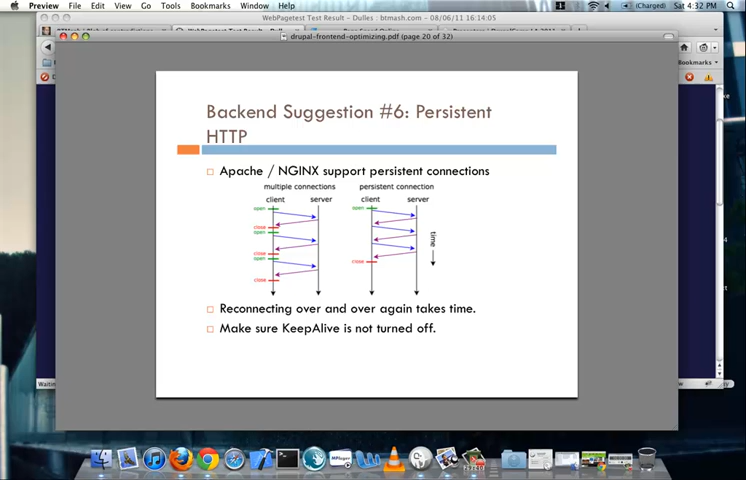 Preview File Edit View Go Tools Bookmarks Window Help
(Charged) Sat 4:32 PM
WebPagetest Test Result - Dulles : btmash.com - 08/06/11 16:14:05
drupal-frontend-optimizing.pdf (page 20 of 32)
Bookmarks
Backend Suggestion #6: Persistent
HTTP
Apache / NGINX support persistent connections
multiple connections persistent connection
client server client server
open open
close
open
close
open
close close
time
Reconnecting over and over again takes time.
Make sure KeepAlive is not turned off.